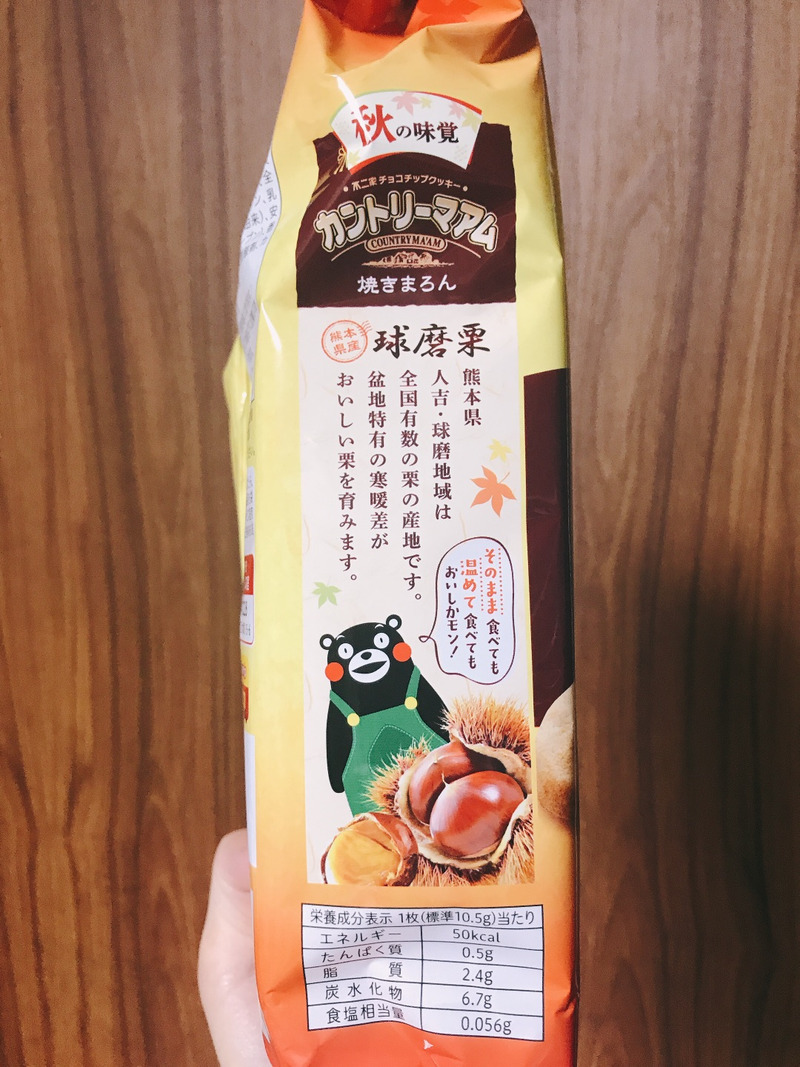 秋の味覚
不二家 チョコチップクッキー
カントリーマアム
COUNTRY MA'AM
焼きまろん
熊本
県産
球磨栗
熊本県
人吉・球磨地域は
全国有数の栗の産地です。
盆地特有の寒暖差が
おいしい栗を育みます。
そのまま 食べても
温めて 食べても
おいしかモン!
栄養成分表示 1枚(標準10.5g)当たり
エネルギー 50kcal
たんぱく質 0.5g
脂質 2.4g
炭水化物 6.7g
食塩相当量 0.056g